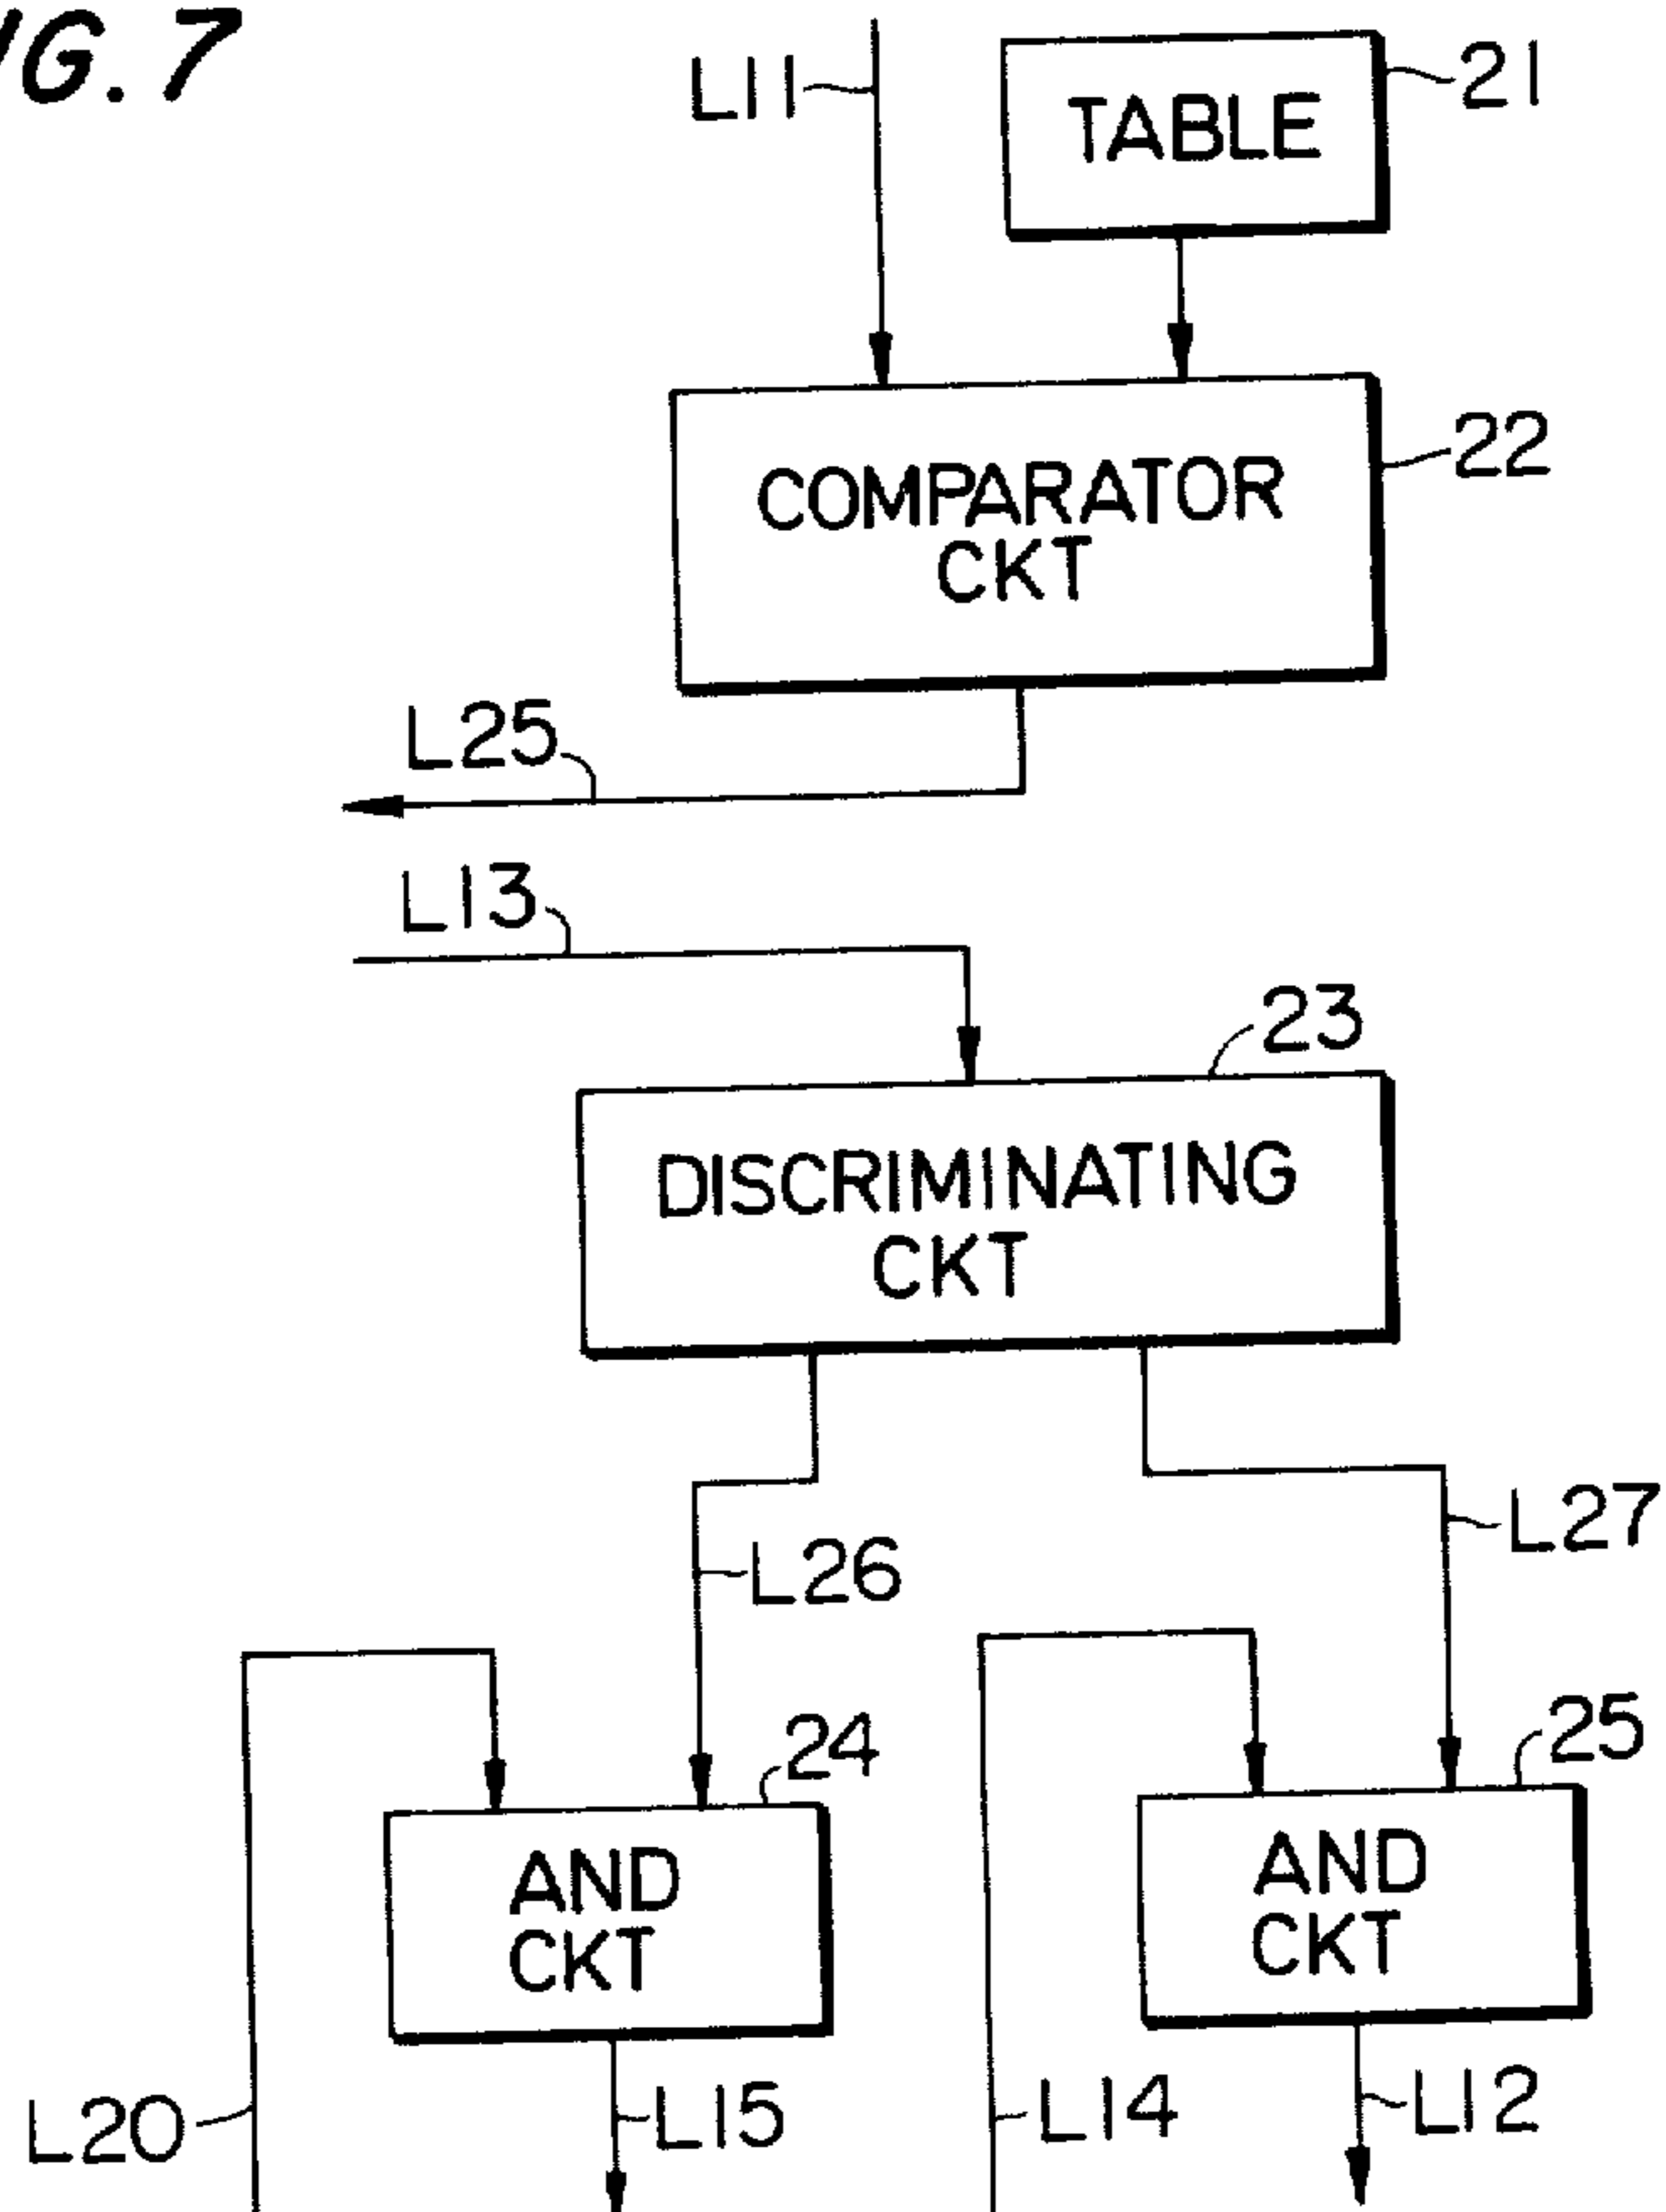 G. 7
L11
TABLE
21
COMPARATOR
CKT
22
L25
L13
23
DISCRIMINATING
CKT
L26
L27
24
25
AND
CKT
AND
CKT
L20
L15
L14
L12